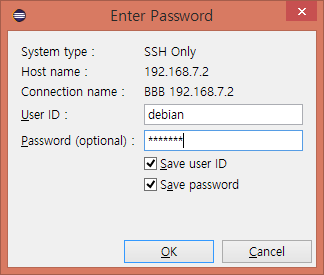 Enter Password
System type : SSH Only
Host name : 192.168.7.2
Connection name : BBB 192.168.7.2
User ID : debian
Password (optional) : *******
Save user ID
Save password
OK Cancel